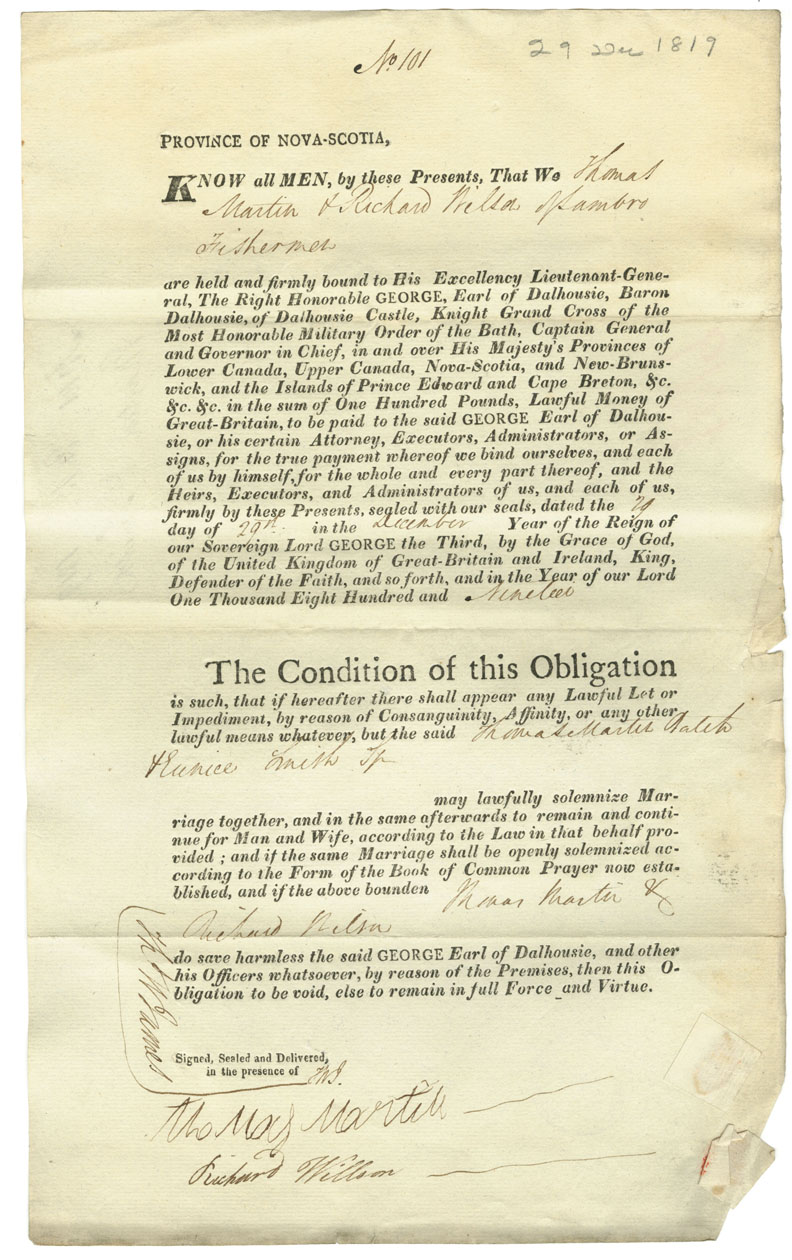 No 101
29 Dec 1819
PROVINCE OF NOVA-SCOTIA,
KNOW all MEN, by these Presents, That We Thomas
Martin & Richard Wilson of Sambro
Fishermen
are held and firmly bound to His Excellency Lieutenant-Gene-
ral, The Right Honorable GEORGE, Earl of Dalhousie, Baron
Dalhousie, of Dalhousie Castle, Knight Grand Cross of the
Most Honorable Military Order of the Bath, Captain General
and Governor in Chief, in and over His Majesty's Provinces of
Lower Canada, Upper Canada, Nova-Scotia, and New-Bruns-
wick, and the Islands of Prince Edward and Cape Breton, &c.
&c. &c. in the sum of One Hundred Pounds, Lawful Money of
Great-Britain, to be paid to the said GEORGE Earl of Dalhou-
sie, or his certain Attorney, Executors, Administrators, or As-
signs, for the true payment whereof we bind ourselves, and each
of us by himself, for the whole and every part thereof, and the
Heirs, Executors, and Administrators of us, and each of us,
firmly by these Presents, sealed with our seals, dated the 29
day of 29th in the December Year of the Reign of
our Sovereign Lord GEORGE the Third, by the Grace of God,
of the United Kingdom of Great-Britain and Ireland, King,
Defender of the Faith, and so forth, and in the Year of our Lord
One Thousand Eight Hundred and Nineteen
The Condition of this Obligation
is such, that if hereafter there shall appear any Lawful Let or
Impediment, by reason of Consanguinity, Affinity, or any other
lawful means whatever, but the said Thomas Martin Batch
& Eunice Smith Sp
may lawfully solemnize Mar-
riage together, and in the same afterwards to remain and conti-
nue for Man and Wife, according to the Law in that behalf pro-
vided ; and if the same Marriage shall be openly solemnized ac-
cording to the Form of the Book of Common Prayer now esta-
blished, and if the above bounden Thomas Martin &
Richard Wilson
do save harmless the said GEORGE Earl of Dalhousie, and other
his Officers whatsoever, by reason of the Premises, then this O-
bligation to be void, else to remain in full Force and Virtue.
Signed, Sealed and Delivered,
in the presence of
Thomas Martin
Richard Willson